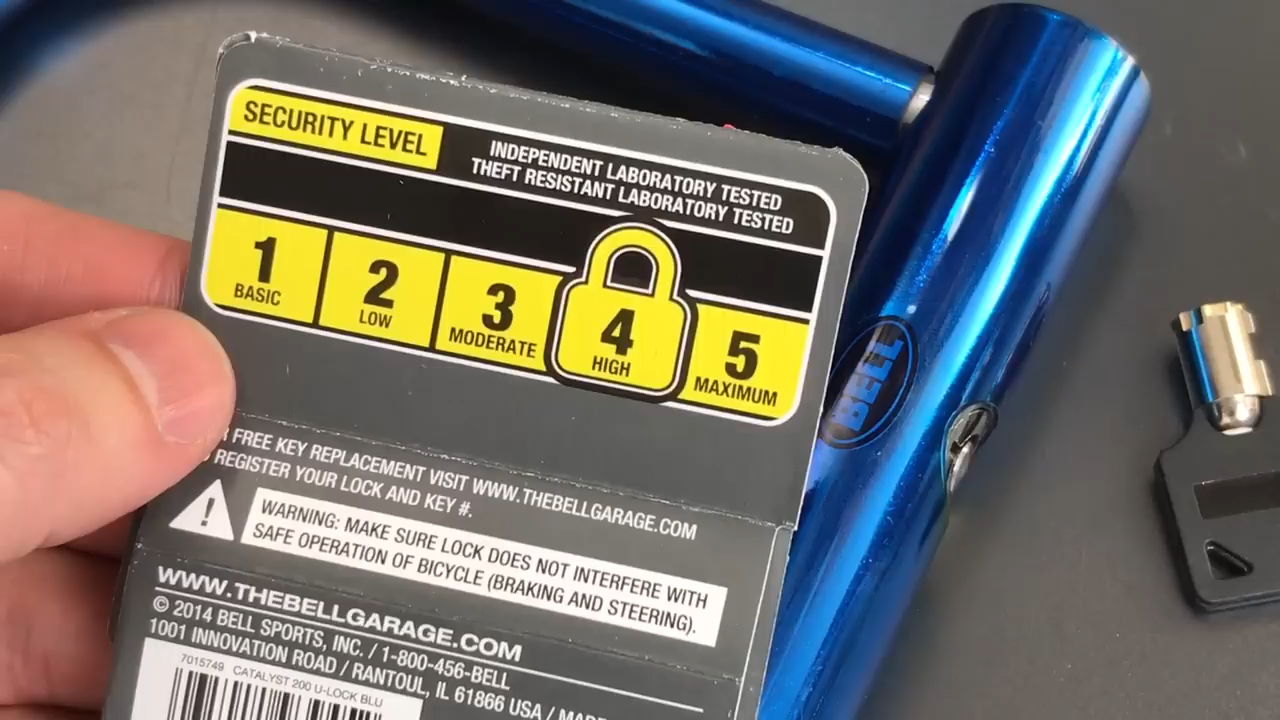 SECURITY LEVEL
INDEPENDENT LABORATORY TESTED
THEFT RESISTANT LABORATORY TESTED
1
BASIC
2
LOW
3
MODERATE
4
HIGH
5
MAXIMUM
FREE KEY REPLACEMENT VISIT WWW.THEBELLGARAGE.COM
REGISTER YOUR LOCK AND KEY #.
WARNING: MAKE SURE LOCK DOES NOT INTERFERE WITH
SAFE OPERATION OF BICYCLE (BRAKING AND STEERING).
WWW.THEBELLGARAGE.COM
© 2014 BELL SPORTS, INC. / 1-800-456-BELL
1001 INNOVATION ROAD / RANTOUL, IL 61866 USA /
7015749 CATALYST 200 U-LOCK BLU
BELL